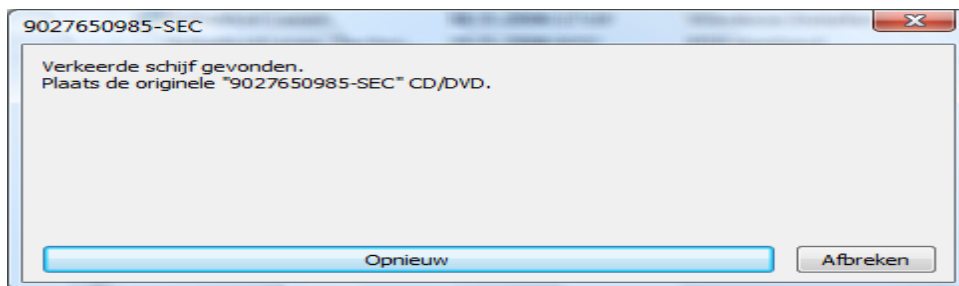 9027650985-SEC
Verkeerde schijf gevonden.
Plaats de originele "9027650985-SEC" CD/DVD.
Opnieuw
Afbreken